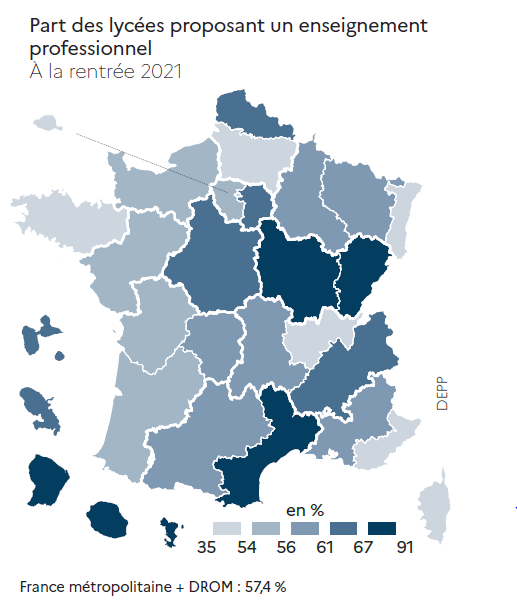 Part des lycées proposant un enseignement
professionnel
À la rentrée 2021
DEPP
en %
35 54 56 61 67 91
France métropolitaine + DROM : 57,4 %